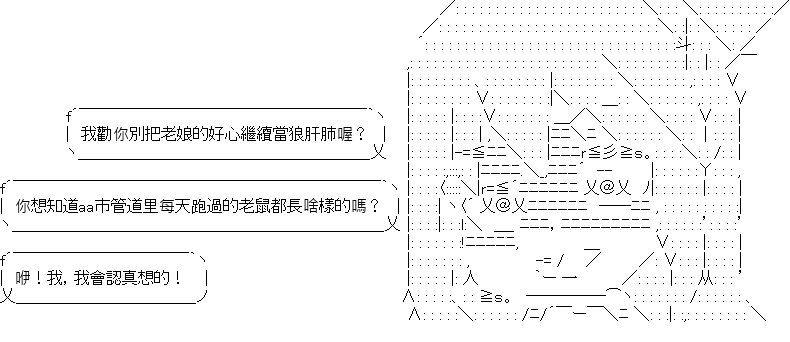 我勸你別把老娘的好心繼續當狼肝肺喔？
你想知道aa市管道里每天跑過的老鼠都長啥樣的嗎？
咿！我，我會認真想的！